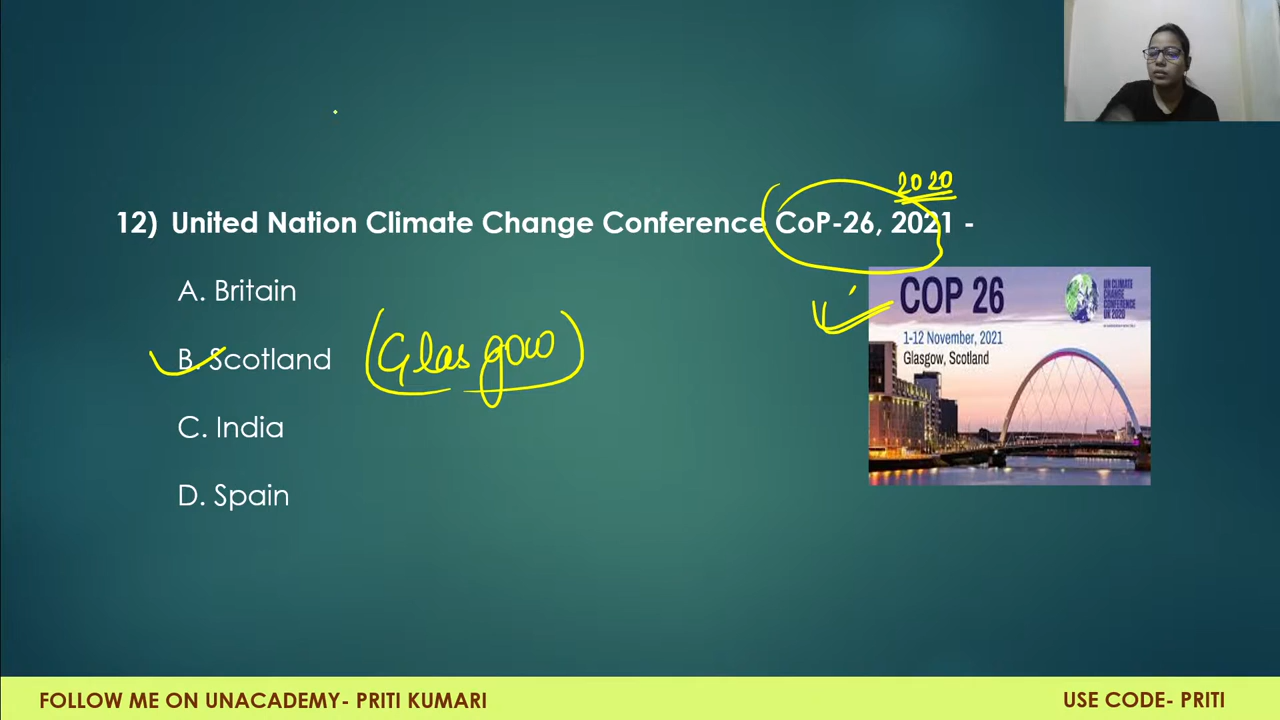 2020
12) United Nation Climate Change Conference CoP-26, 2021 -
A. Britain
B. Scotland (Glasgow)
C. India
D. Spain
COP 26
UN CLIMATE
CHANGE
CONFERENCE
UK 2020
1-12 November, 2021
Glasgow, Scotland
FOLLOW ME ON UNACADEMY- PRITI KUMARI
USE CODE- PRITI